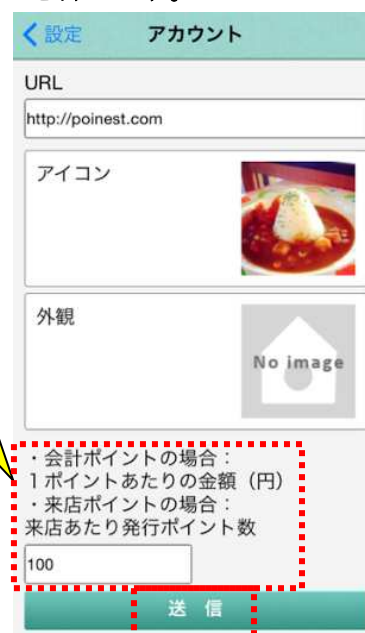 設定
アカウント
URL
http://poinest.com
アイコン
外観
No image
・会計ポイントの場合：
１ポイントあたりの金額（円）
・来店ポイントの場合：
来店あたり発行ポイント数
100
送 信